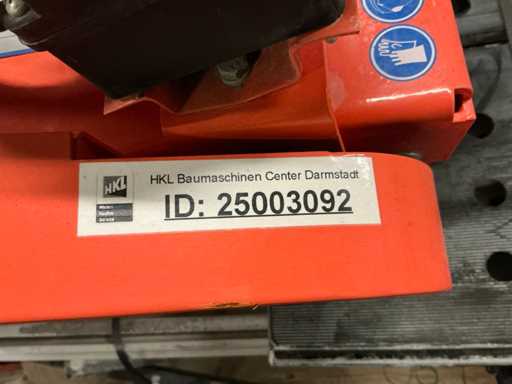 HKL Baumaschinen Center Darmstadt
HKL
ID: 25003092